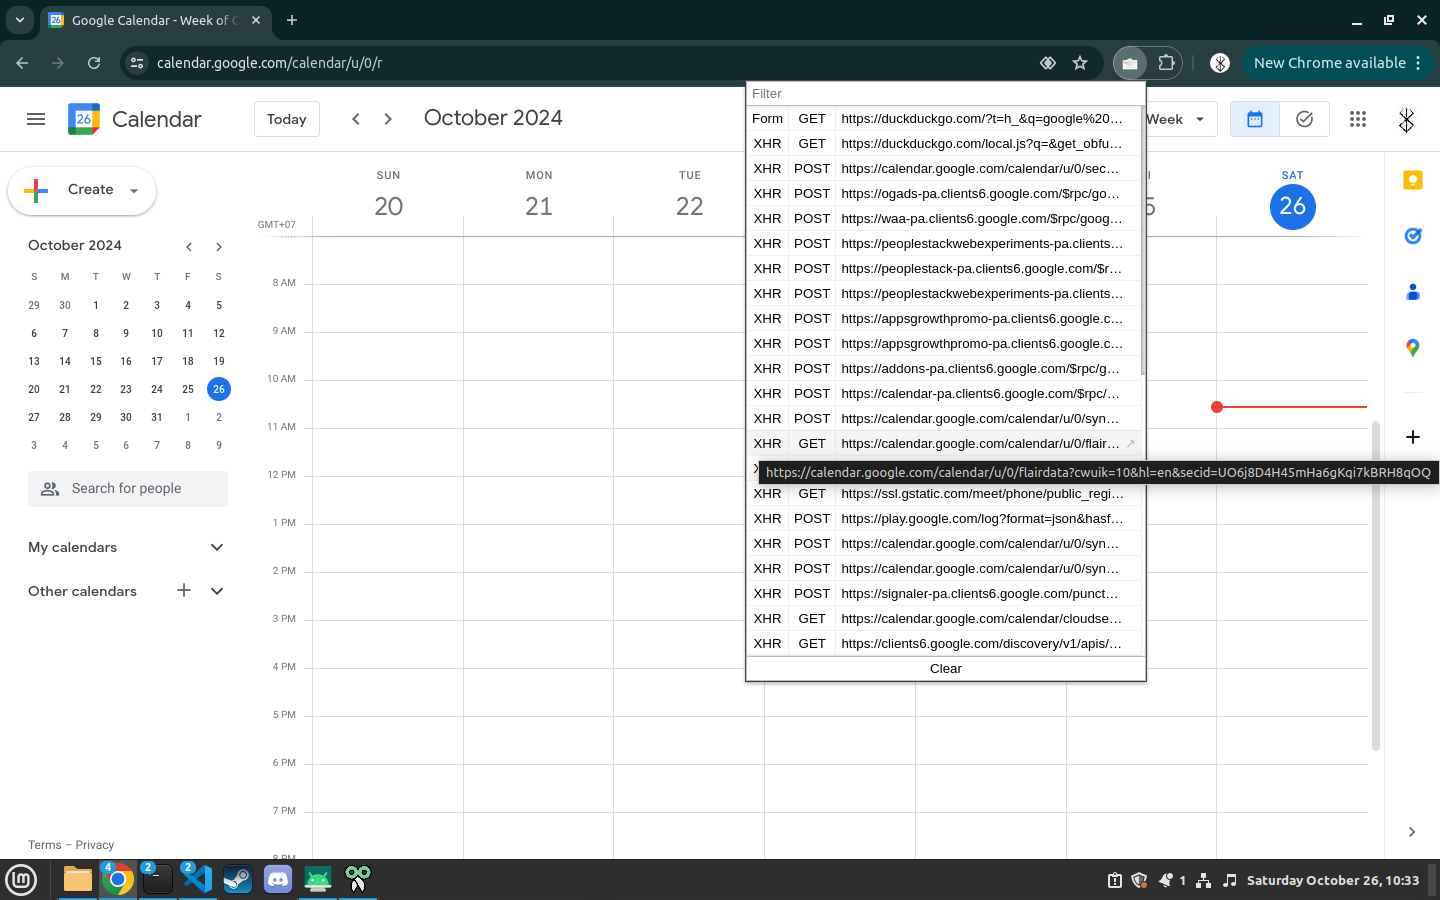 Google Calendar - Week of
calendar.google.com/calendar/u/0/r
New Chrome available
Calendar
Today
October 2024
Week
Create
SUN
MON
TUE
SAT
20
21
22
26
GMT+07
Filter
Form GET https://duckduckgo.com/?t=h_&q=google%20...
XHR GET https://duckduckgo.com/local.js?q=&get_obfu...
XHR POST https://calendar.google.com/calendar/u/0/sec...
XHR POST https://ogads-pa.clients6.google.com/$rpc/go...
XHR POST https://waa-pa.clients6.google.com/$rpc/goog...
XHR POST https://peoplestackwebexperiments-pa.clients...
XHR POST https://peoplestack-pa.clients6.google.com/$r...
XHR POST https://peoplestackwebexperiments-pa.clients...
XHR POST https://appsgrowthpromo-pa.clients6.google.c...
XHR POST https://appsgrowthpromo-pa.clients6.google.c...
XHR POST https://addons-pa.clients6.google.com/$rpc/g...
XHR POST https://calendar-pa.clients6.google.com/$rpc/...
XHR POST https://calendar.google.com/calendar/u/0/syn...
XHR GET https://calendar.google.com/calendar/u/0/flair...
https://calendar.google.com/calendar/u/0/flairdata?cwuik=10&hl=en&secid=UO6j8D4H45mHa6gKqi7kBRH8qOQ
XHR GET https://ssl.gstatic.com/meet/phone/public_regi...
XHR POST https://play.google.com/log?format=json&hasf...
XHR POST https://calendar.google.com/calendar/u/0/syn...
XHR POST https://calendar.google.com/calendar/u/0/syn...
XHR POST https://signaler-pa.clients6.google.com/punct...
XHR GET https://calendar.google.com/calendar/cloudse...
XHR GET https://clients6.google.com/discovery/v1/apis/...
Clear
October 2024
S M T W T F S
29 30 1 2 3 4 5
6 7 8 9 10 11 12
13 14 15 16 17 18 19
20 21 22 23 24 25 26
27 28 29 30 31 1 2
3 4 5 6 7 8 9
Search for people
My calendars
Other calendars
Terms – Privacy
8 AM
9 AM
10 AM
11 AM
12 PM
1 PM
2 PM
3 PM
4 PM
5 PM
6 PM
7 PM
8 PM
4
2
2
1
Saturday October 26, 10:33